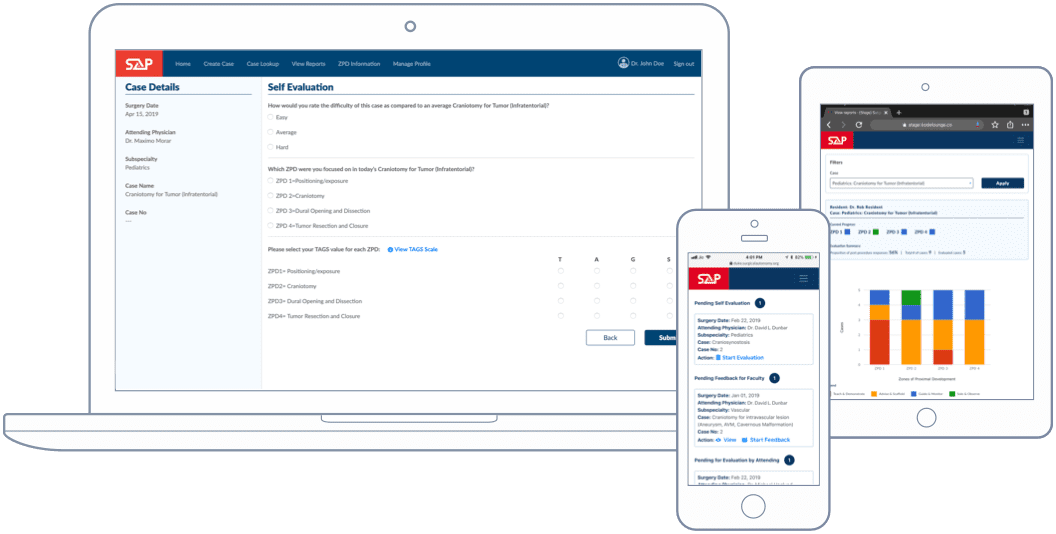 SAP
Home Create Case Case Lookup View Reports ZPD Information Manage Profile Dr. John Doe Sign out
Case Details
Surgery Date
Apr 15, 2019
Attending Physician
Dr. Maximo Morar
Subspecialty
Pediatrics
Case Name
Craniotomy for Tumor (Infratentorial)
Case No
---
Self Evaluation
How would you rate the difficulty of this case as compared to an average Craniotomy for Tumor (Infratentorial)?
Easy
Average
Hard
Which ZPD were you focused on in today's Craniotomy for Tumor (Infratentorial)?
ZPD 1=Positioning/exposure
ZPD 2=Craniotomy
ZPD 3=Dural Opening and Dissection
ZPD 4=Tumor Resection and Closure
Please select your TAGS value for each ZPD: View TAGS Scale
T A G S
ZPD1= Positioning/exposure
ZPD2= Craniotomy
ZPD3= Dural Opening and Dissection
ZPD4= Tumor Resection and Closure
Back Subm
4:01 PM 82%
SAP
Pending Self Evaluation 1
Surgery Date: Feb 22, 2019
Attending Physician: Dr. David L Dunbar
Subspecialty: Pediatrics
Case: Craniosynostosis
Case No: 2
Action: Start Evaluation
Pending Feedback for Faculty 1
Surgery Date: Jan 01, 2019
Attending Physician: Dr. David L Dunbar
Subspecialty: Vascular
Case: Craniotomy for intravascular lesion
(Aneurysm, AVM, Cavernous Malformation)
Case No: 2
Action: View Start Feedback
Pending for Evaluation by Attending 1
Surgery Date: Feb 22, 2019
SAP
Filters
Case
Pediatrics: Craniotomy for Tumor (Infratentorial) Apply
Resident: Dr. Rob Resident
Case: Pediatrics: Craniotomy for Tumor (Infratentorial)
Current Progress
ZPD 1 ZPD 2 ZPD 3 ZPD 4
Evaluation Summary
Cases
ZPD 1 ZPD 2 ZPD 3 ZPD 4
Zones of Proximal Development